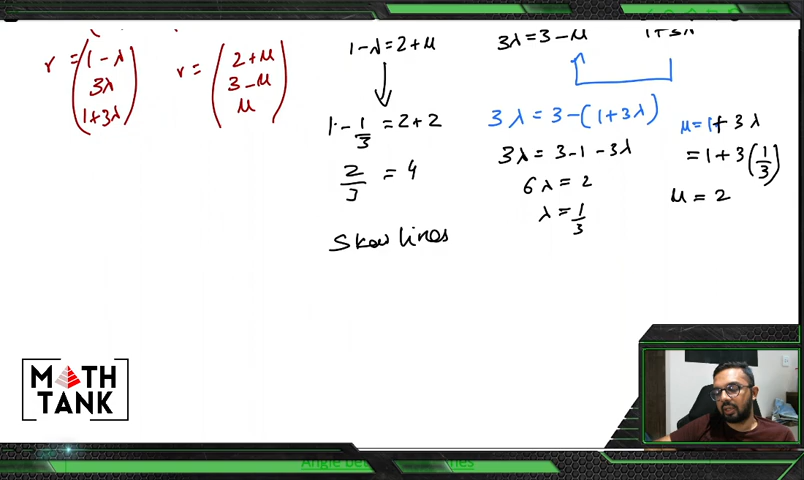 1-λ=2+μ
3λ=3-μ
r = (1-λ
3λ
1+3λ)
r = (2+μ
3-μ
μ)
1-1/3=2+2
2/3 = 4
Skew lines
3λ = 3-(1+3λ)
3λ = 3-1-3λ
6λ = 2
λ = 1/3
μ=1+3λ
=1+3(1/3)
μ = 2
MATH
TANK